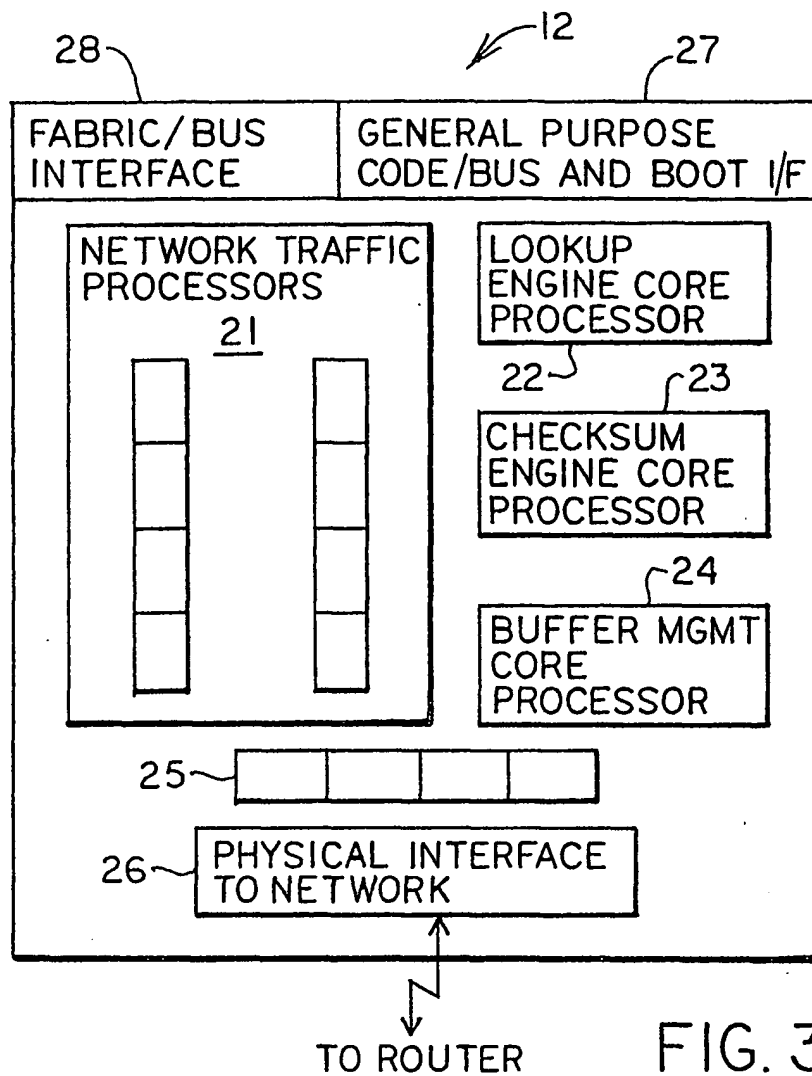 12
28
27
FABRIC/BUS
INTERFACE
GENERAL PURPOSE
CODE/BUS AND BOOT I/F
NETWORK TRAFFIC
PROCESSORS
21
LOOKUP
ENGINE CORE
PROCESSOR
22
23
CHECKSUM
ENGINE CORE
PROCESSOR
24
BUFFER MGMT
CORE
PROCESSOR
25
26
PHYSICAL INTERFACE
TO NETWORK
TO ROUTER
FIG. 3